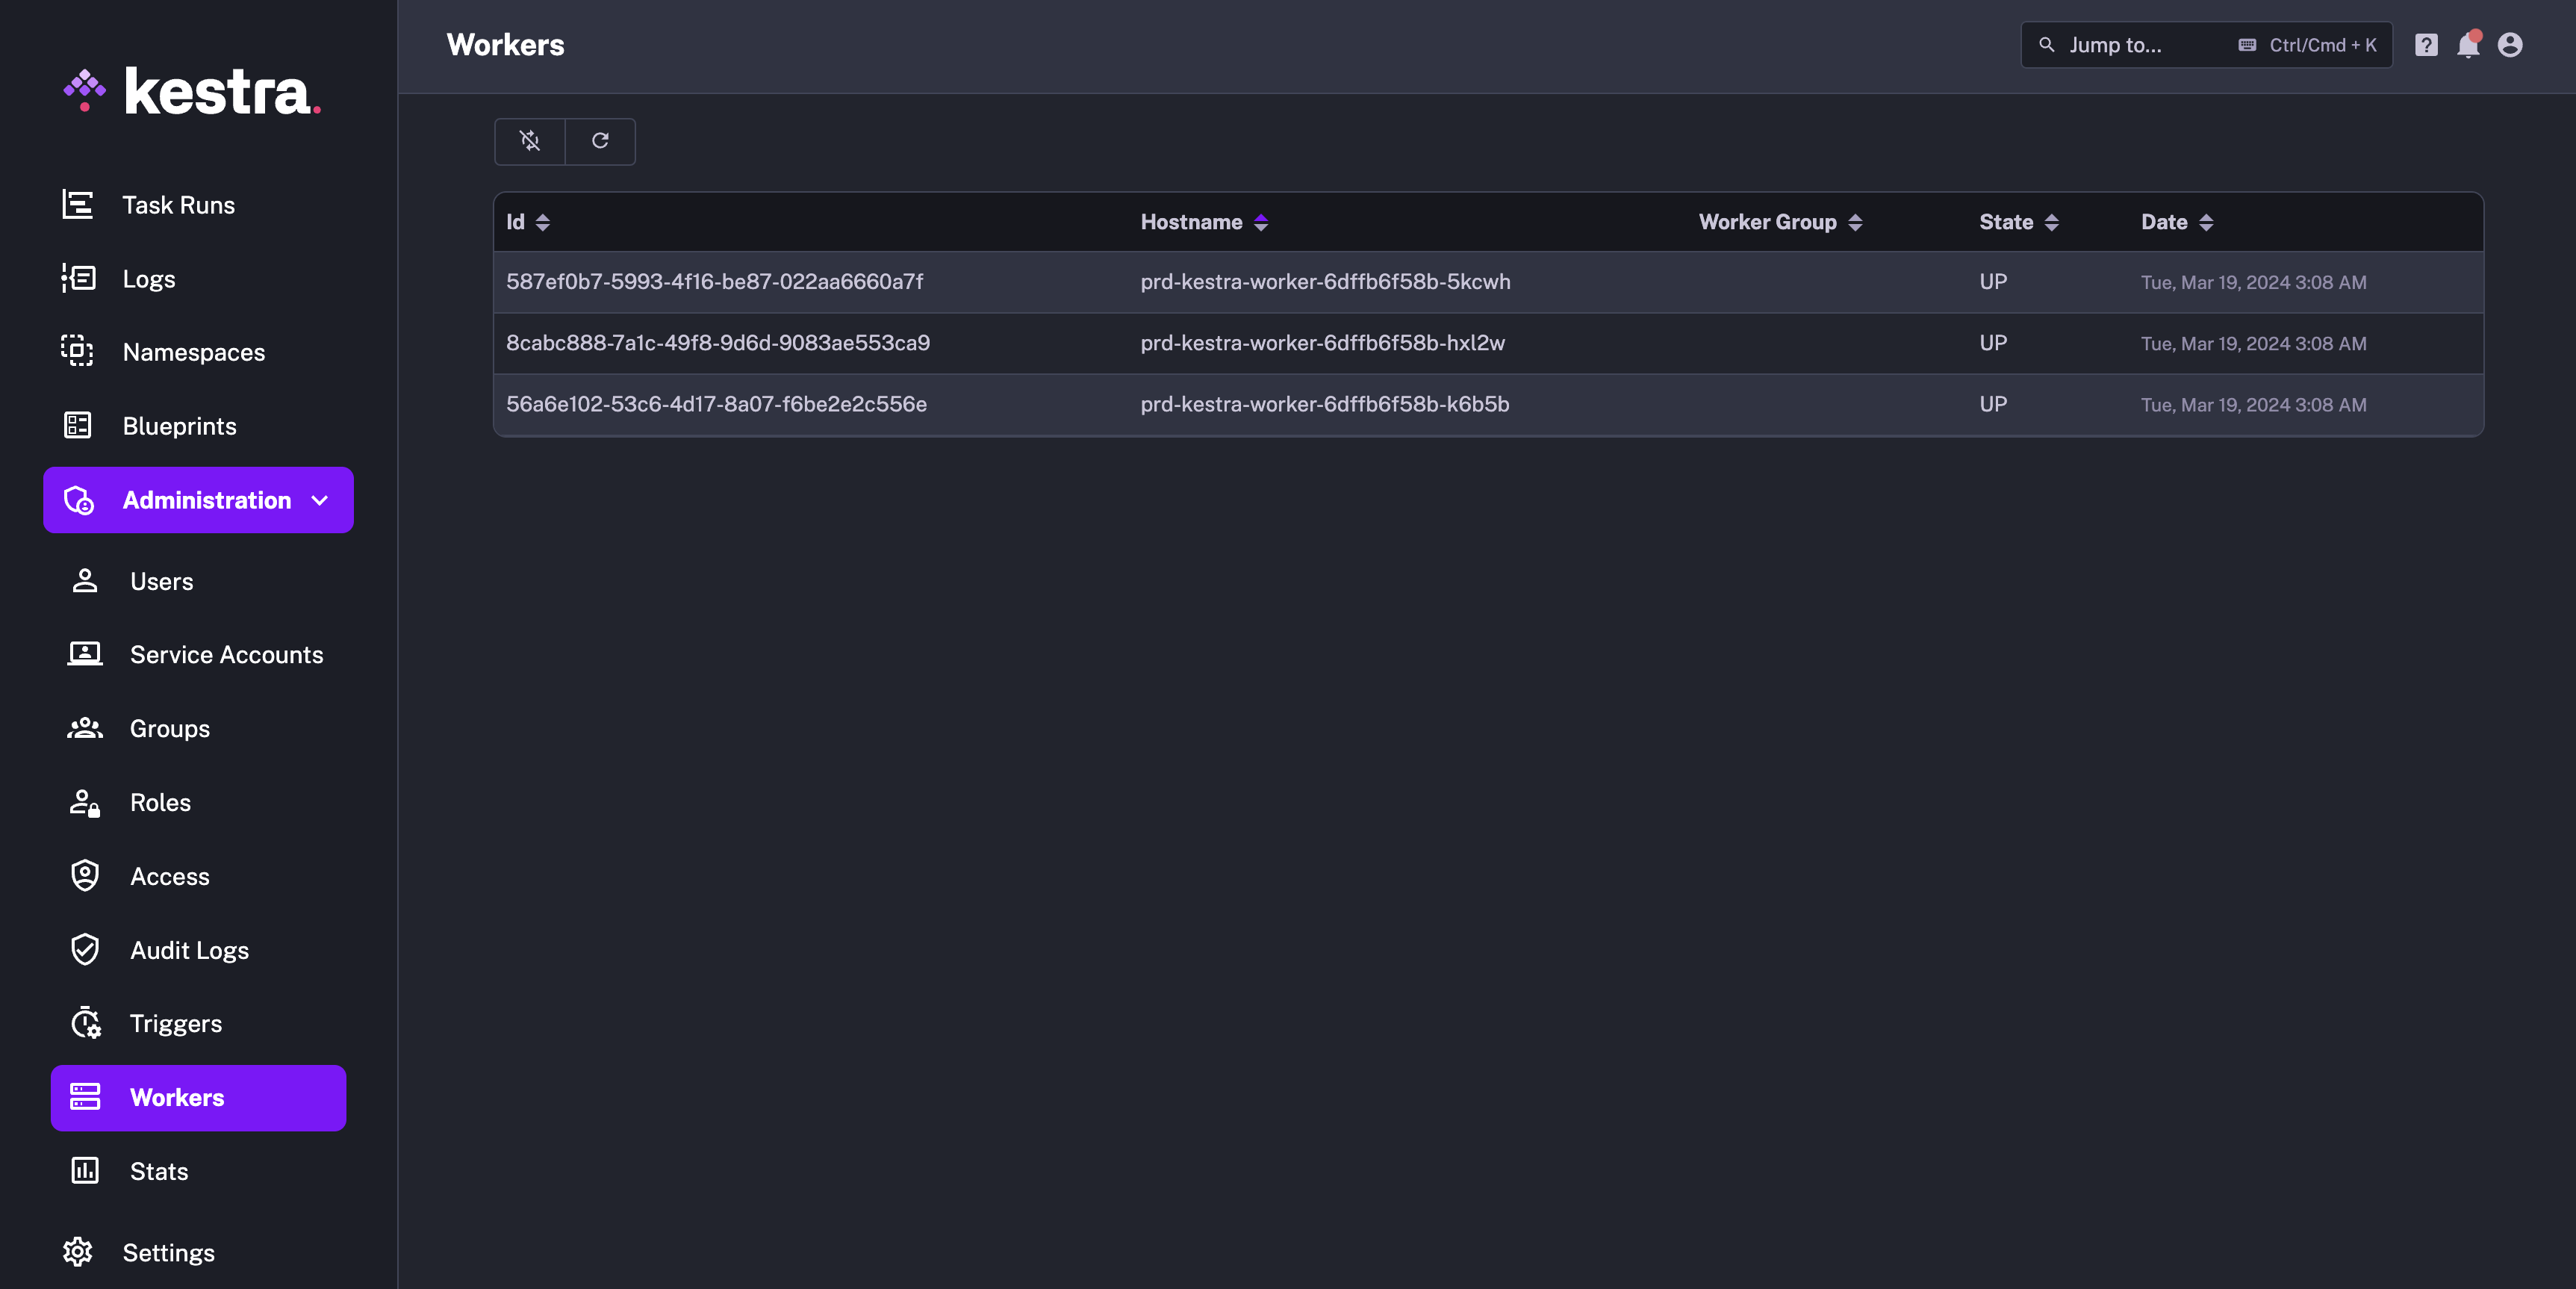 kestra.
Task Runs
Logs
Namespaces
Blueprints
Administration
Users
Service Accounts
Groups
Roles
Access
Audit Logs
Triggers
Workers
Stats
Settings
Workers
Jump to... Ctrl/Cmd + K
Id Hostname Worker Group State Date
587ef0b7-5993-4f16-be87-022aa6660a7f prd-kestra-worker-6dffb6f58b-5kcwh UP Tue, Mar 19, 2024 3:08 AM
8cabc888-7a1c-49f8-9d6d-9083ae553ca9 prd-kestra-worker-6dffb6f58b-hxl2w UP Tue, Mar 19, 2024 3:08 AM
56a6e102-53c6-4d17-8a07-f6be2e2c556e prd-kestra-worker-6dffb6f58b-k6b5b UP Tue, Mar 19, 2024 3:08 AM